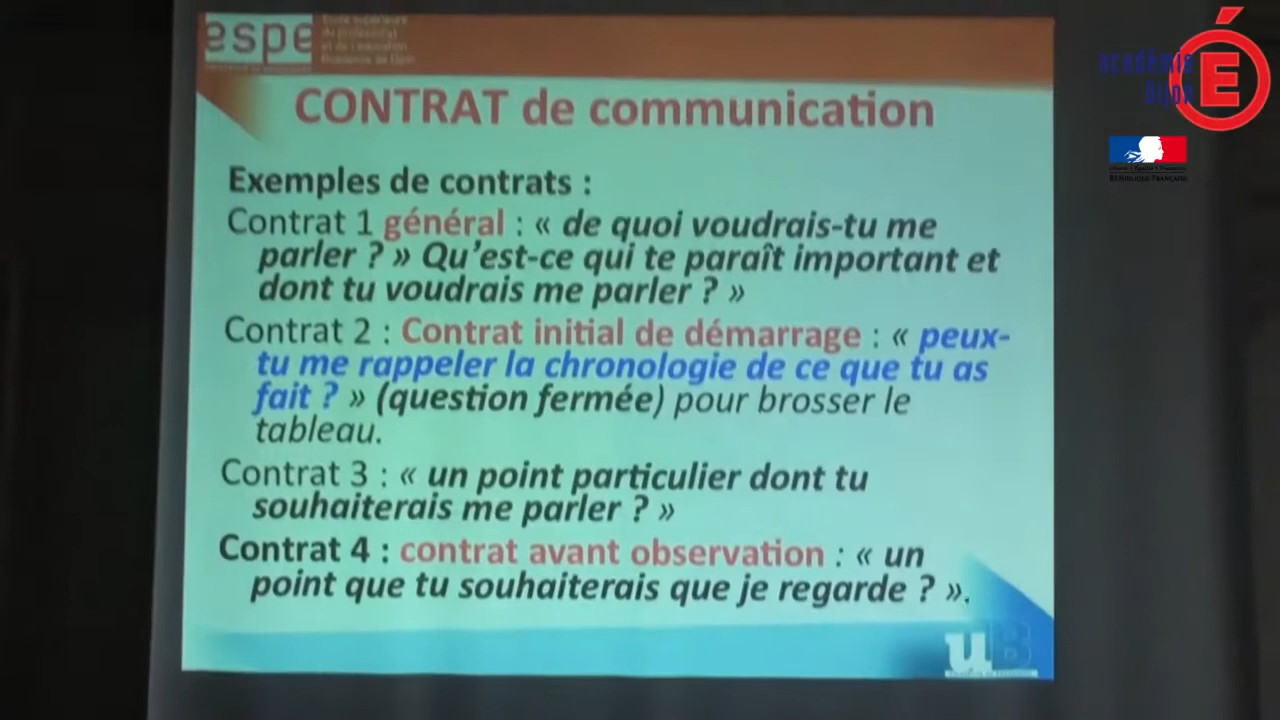 espe
académie
Dijon
É
RÉPUBLIQUE FRANÇAISE
CONTRAT de communication
Exemples de contrats :
Contrat 1 général : « de quoi voudrais-tu me
parler ? » Qu’est-ce qui te paraît important et
dont tu voudrais me parler ? »
Contrat 2 : Contrat initial de démarrage : « peux-
tu me rappeler la chronologie de ce que tu as
fait ? » (question fermée) pour brosser le
tableau.
Contrat 3 : « un point particulier dont tu
souhaiterais me parler ? »
Contrat 4 : contrat avant observation : « un
point que tu souhaiterais que je regarde ? ».
uB